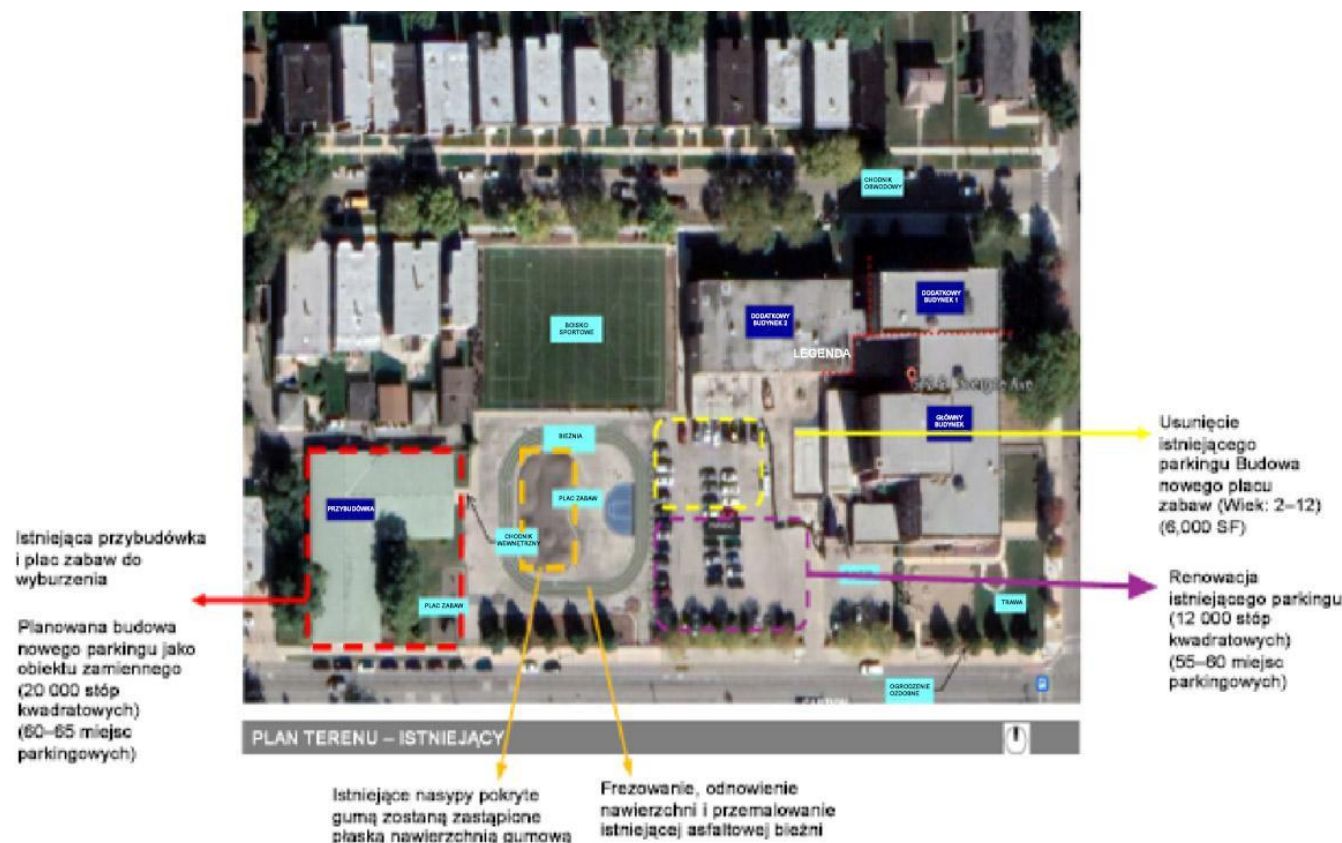 CHODNIK
OBWODOWY
DODATKOWY
BUDYNEK 1
DODATKOWY
BUDYNEK 2
BOISKO
SPORTOWE
LEGENDA
GŁÓWNY
BUDYNEK
BIEŻNIA
PLAC ZABAW
PRZYBUDÓWKA
CHODNIK
WEWNĘTRZNY
PLAC ZABAW
TRAWA
OGRODZENIE
OZDOBNE
Usunięcie
istniejącego
parkingu Budowa
nowego placu
zabaw (Wiek: 2–12)
(6,000 SF)
Renowacja
istniejącego parkingu
(12 000 stóp
kwadratowych)
(55–60 miejsc
parkingowych)
Istniejąca przybudówka
i plac zabaw do
wyburzenia
Planowana budowa
nowego parkingu jako
obiektu zamiennego
(20 000 stóp
kwadratowych)
(60–65 miejsc
parkingowych)
PLAN TERENU – ISTNIEJĄCY
Istniejące nasypy pokryte
gumą zostaną zastąpione
płaską nawierzchnią gumową
Frezowanie, odnowienie
nawierzchni i przemalowanie
istniejącej asfaltowej bieżni